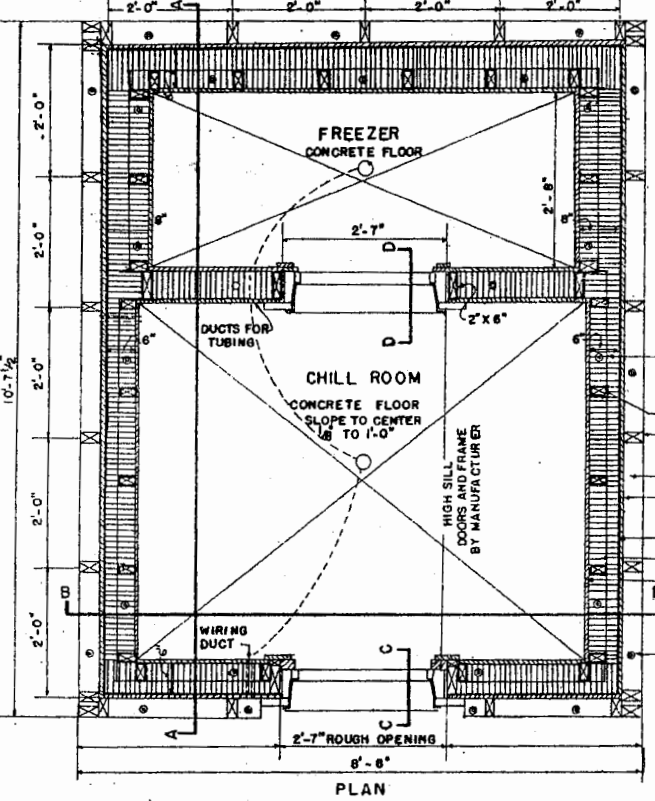 2'-0"
2'-0"
2'-0"
2'-0"
A
FREEZER
CONCRETE FLOOR
2'-0"
2'-8"
8"
8"
2'-0"
2'-7"
D
2"X6"
DUCTS FOR
TUBING
D
6"
6"
10'-7 1/2"
2'-0"
CHILL ROOM
CONCRETE FLOOR
SLOPE TO CENTER
1/8" TO 1'-0"
HIGH SILL
DOORS AND FRAME
BY MANUFACTURER
2'-0"
B
2'-0"
WIRING
DUCT
C
6"
A
C
2'-7" ROUGH OPENING
8'-6"
PLAN